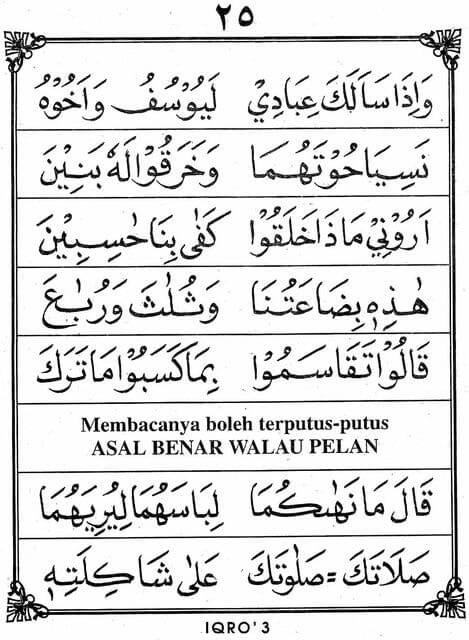 ٢٥
وَاِذَا سَاَلَكَ عِبَادِيْ لَيُوْسُفُ وَاَخُوْهُ
نَسِيَا حُوْتَهُمَا وَخَرَقُوْا لَهٗ بَنِيْنَ
اَرُوْنِيْ مَاذَا خَلَقُوْا كَفٰى بِنَا حٰسِبِيْنَ
هٰذِهٖ بِضَاعَتُنَا وَثُلٰثَ وَرُبٰعَ
قَالُوْا تَقَاسَمُوْا بِمَا كَسَبُوْا مَا تَرَكَ
Membacanya boleh terputus-putus
ASAL BENAR WALAU PELAN
قَالَ مَا نَهٰىكُمَا لِبَاسَهُمَا لِيُرِيَهُمَا
صَلَاتَكَ = صَلٰوتَكَ عَلٰى شَاكِلَتِهٖ
IQRO' 3